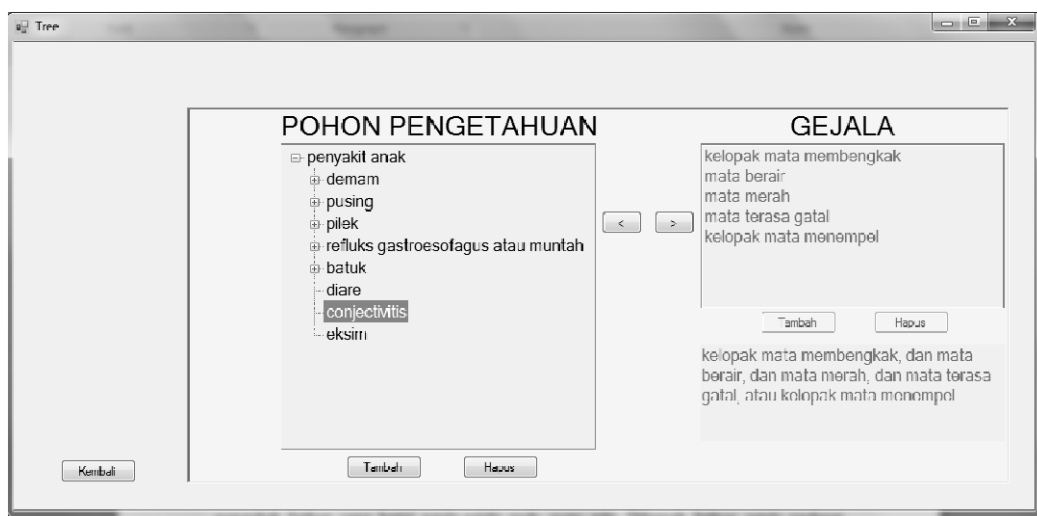 Tree
POHON PENGETAHUAN
penyakit anak
demam
pusing
pilek
refluks gastroesofagus atau muntah
batuk
diare
conjectivitis
eksim
Tambah
Hapus
<
>
GEJALA
kelopak mata membengkak
mata berair
mata merah
mata terasa gatal
kelopak mata menempel
Tambah
Hapus
kelopak mata membengkak, dan mata
berair, dan mata merah, dan mata terasa
gatal, atau kelopak mata menempel
Kembali